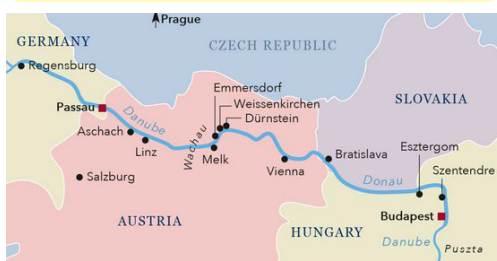 Prague
GERMANY
CZECH REPUBLIC
Regensburg
Emmersdorf
Weissenkirchen
SLOVAKIA
Passau
Danube
Dürnstein
Aschach
Wachau
Linz
Melk
Vienna
Bratislava
Esztergom
Szentendre
Salzburg
Donau
AUSTRIA
HUNGARY
Budapest
Danube
Puszta